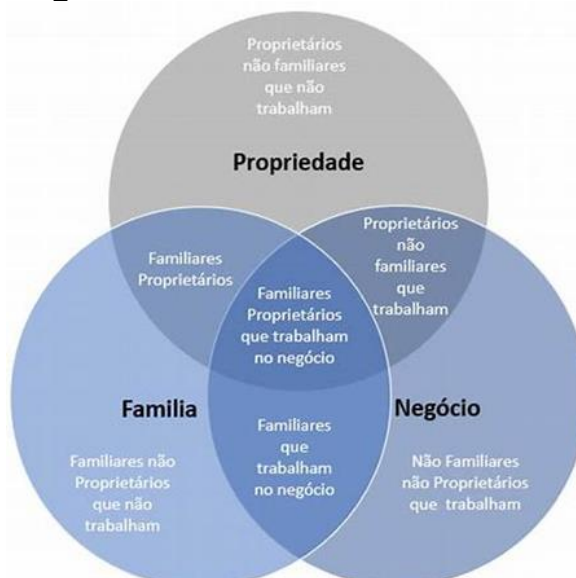 Proprietários
não familiares
que não
trabalham
Propriedade
Familiares
Proprietários
Proprietários
não
familiares
que
trabalham
Familiares
Proprietários
que trabalham
no negócio
Familia
Negócio
Familiares não
Proprietários
que não
trabalham
Familiares
que
trabalham
no negócio
Não Familiares
não Proprietários
que trabalham